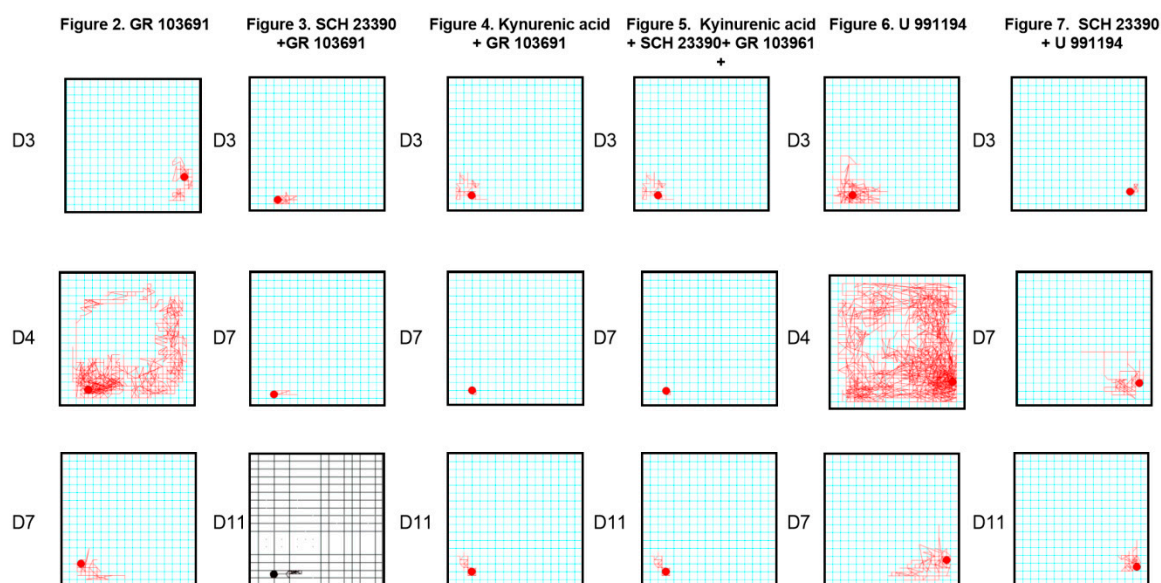 Figure 2. GR 103691
Figure 3. SCH 23390
+GR 103691
Figure 4. Kynurenic acid
+ GR 103691
Figure 5. Kyinurenic acid
+ SCH 23390+ GR 103961
+
Figure 6. U 991194
Figure 7. SCH 23390
+ U 991194
D3
D3
D3
D3
D3
D3
D4
D7
D7
D7
D4
D7
D7
D11
D11
D11
D7
D11